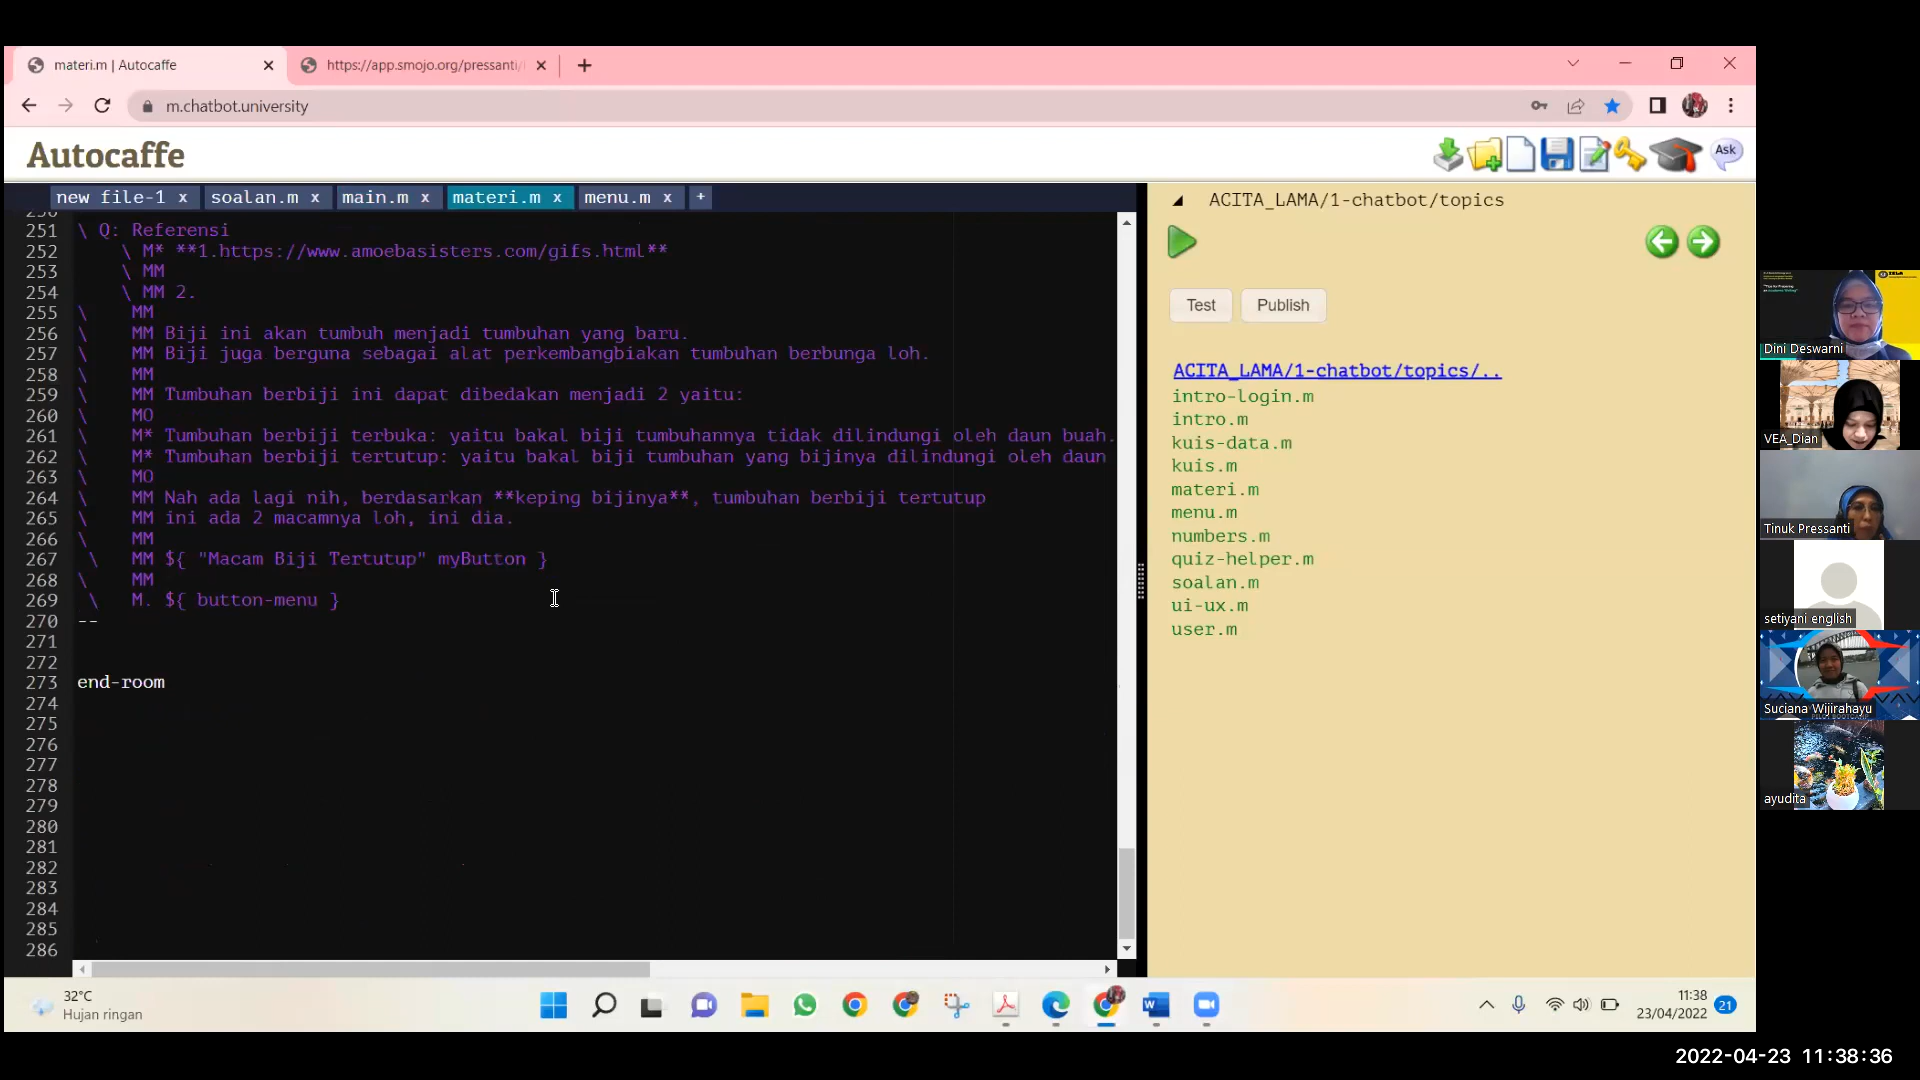 materi.m | Autocaffe
https://app.smojo.org/pressanti/
m.chatbot.university
Autocaffe
Ask
new file-1 x
soalan.m x
main.m x
materi.m x
menu.m x
+
251 \ Q: Referensi
252 \ M* **1.https://www.amoebasisters.com/gifs.html**
253 \ MM
254 \ MM 2.
255 \ MM
256 \ MM Biji ini akan tumbuh menjadi tumbuhan yang baru.
257 \ MM Biji juga berguna sebagai alat perkembangbiakan tumbuhan berbunga loh.
258 \ MM
259 \ MM Tumbuhan berbiji ini dapat dibedakan menjadi 2 yaitu:
260 \ MO
261 \ M* Tumbuhan berbiji terbuka: yaitu bakal biji tumbuhannya tidak dilindungi oleh daun buah.
262 \ M* Tumbuhan berbiji tertutup: yaitu bakal biji tumbuhan yang bijinya dilindungi oleh daun
263 \ MO
264 \ MM Nah ada lagi nih, berdasarkan **keping bijinya**, tumbuhan berbiji tertutup
265 \ MM ini ada 2 macamnya loh, ini dia.
266 \ MM
267 \ MM ${ "Macam Biji Tertutup" myButton }
268 \ MM
269 \ M. ${ button-menu }
270 --
271
272
273 end-room
274
275
276
277
278
279
280
281
282
283
284
285
286
ACITA_LAMA/1-chatbot/topics
Test
Publish
ACITA_LAMA/1-chatbot/topics/..
intro-login.m
intro.m
kuis-data.m
kuis.m
materi.m
menu.m
numbers.m
quiz-helper.m
soalan.m
ui-ux.m
user.m
Dini Deswarni
VEA_Dian
Tinuk Pressanti
setiyani english
Suciana Wijirahayu
ayudita
32°C
Hujan ringan
11:38
23/04/2022
21
2022-04-23 11:38:36